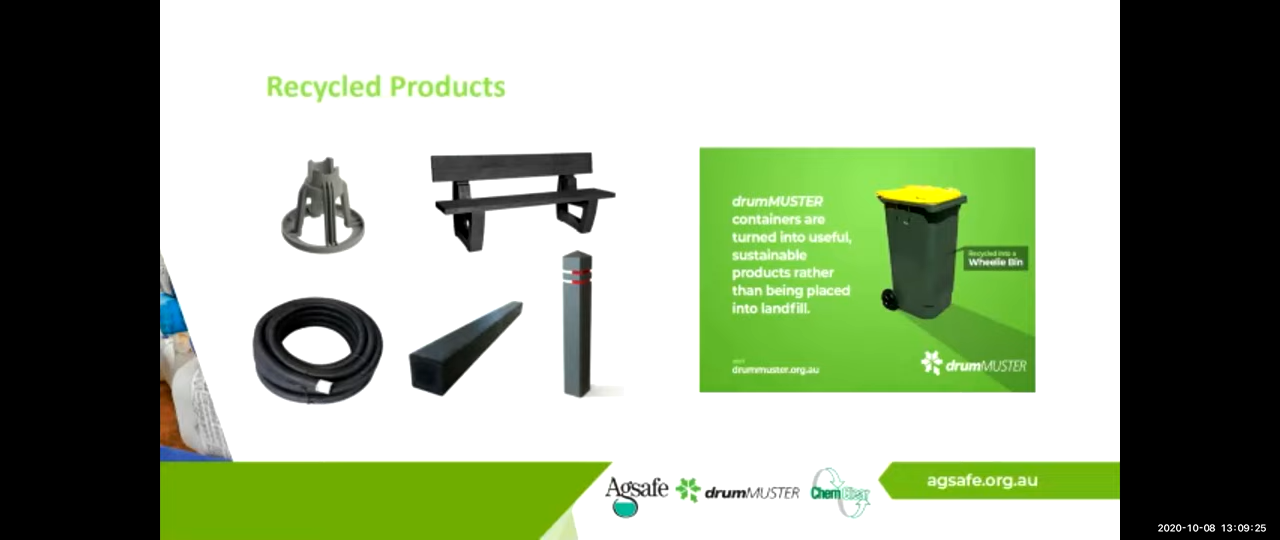 Recycled Products
drumMUSTER
containers are
turned into useful,
sustainable
products rather
than being placed
into landfill.
Recycled into a
Wheelie Bin
visit
drummuster.org.au
drumMUSTER
Agsafe
drumMUSTER
ChemClear
agsafe.org.au
2020-10-08 13:09:25